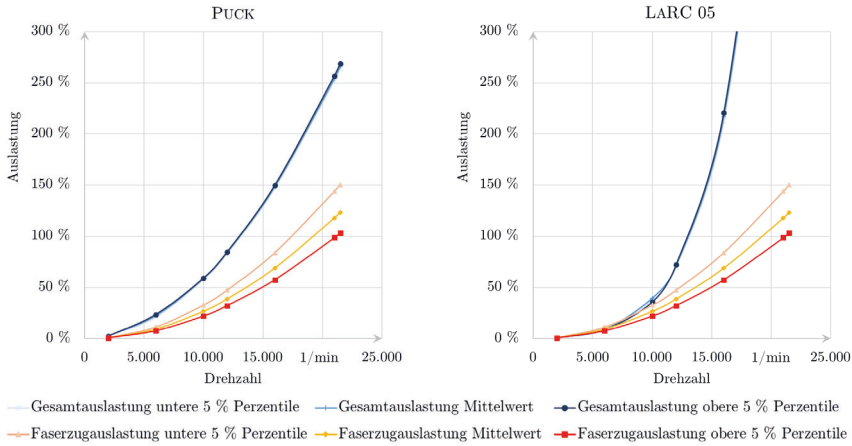 PUCK
300 %
250 %
200 %
150 %
100 %
50 %
0 %
Auslastung
0 5.000 10.000 15.000 1/min 25.000
Drehzahl
LARC 05
300 %
250 %
200 %
150 %
100 %
50 %
0 %
Auslastung
0 5.000 10.000 15.000 1/min 25.000
Drehzahl
Gesamtauslastung untere 5 % Perzentile Gesamtauslastung Mittelwert Gesamtauslastung obere 5 % Perzentile
Faserzugauslastung untere 5 % Perzentile Faserzugauslastung Mittelwert Faserzugauslastung obere 5 % Perzentile